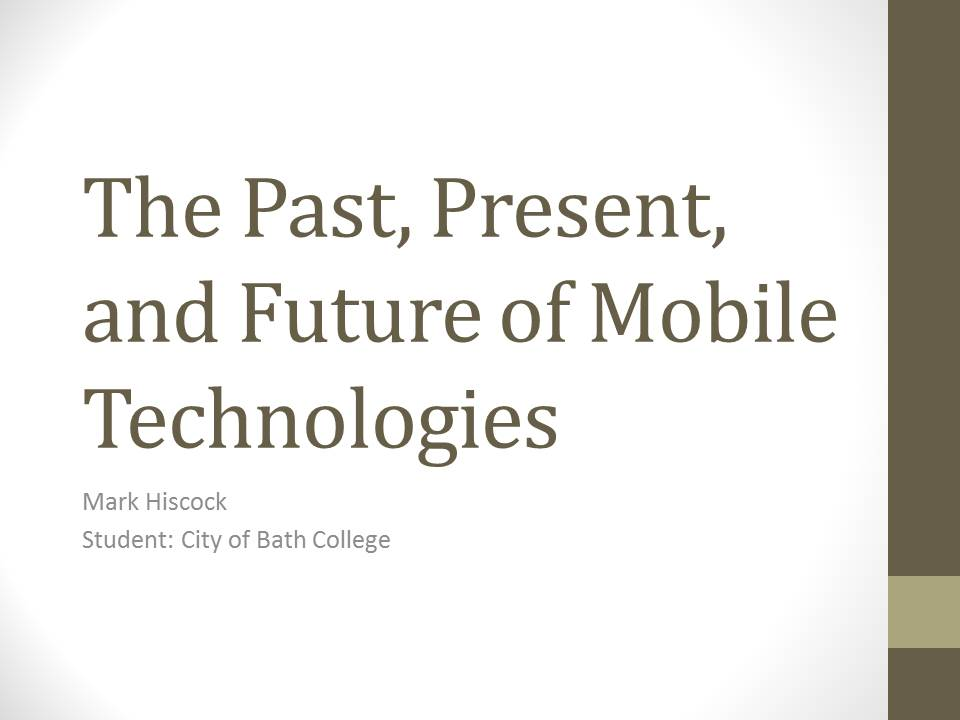 The Past, Present,
and Future of Mobile
Technologies
Mark Hiscock
Student: City of Bath College